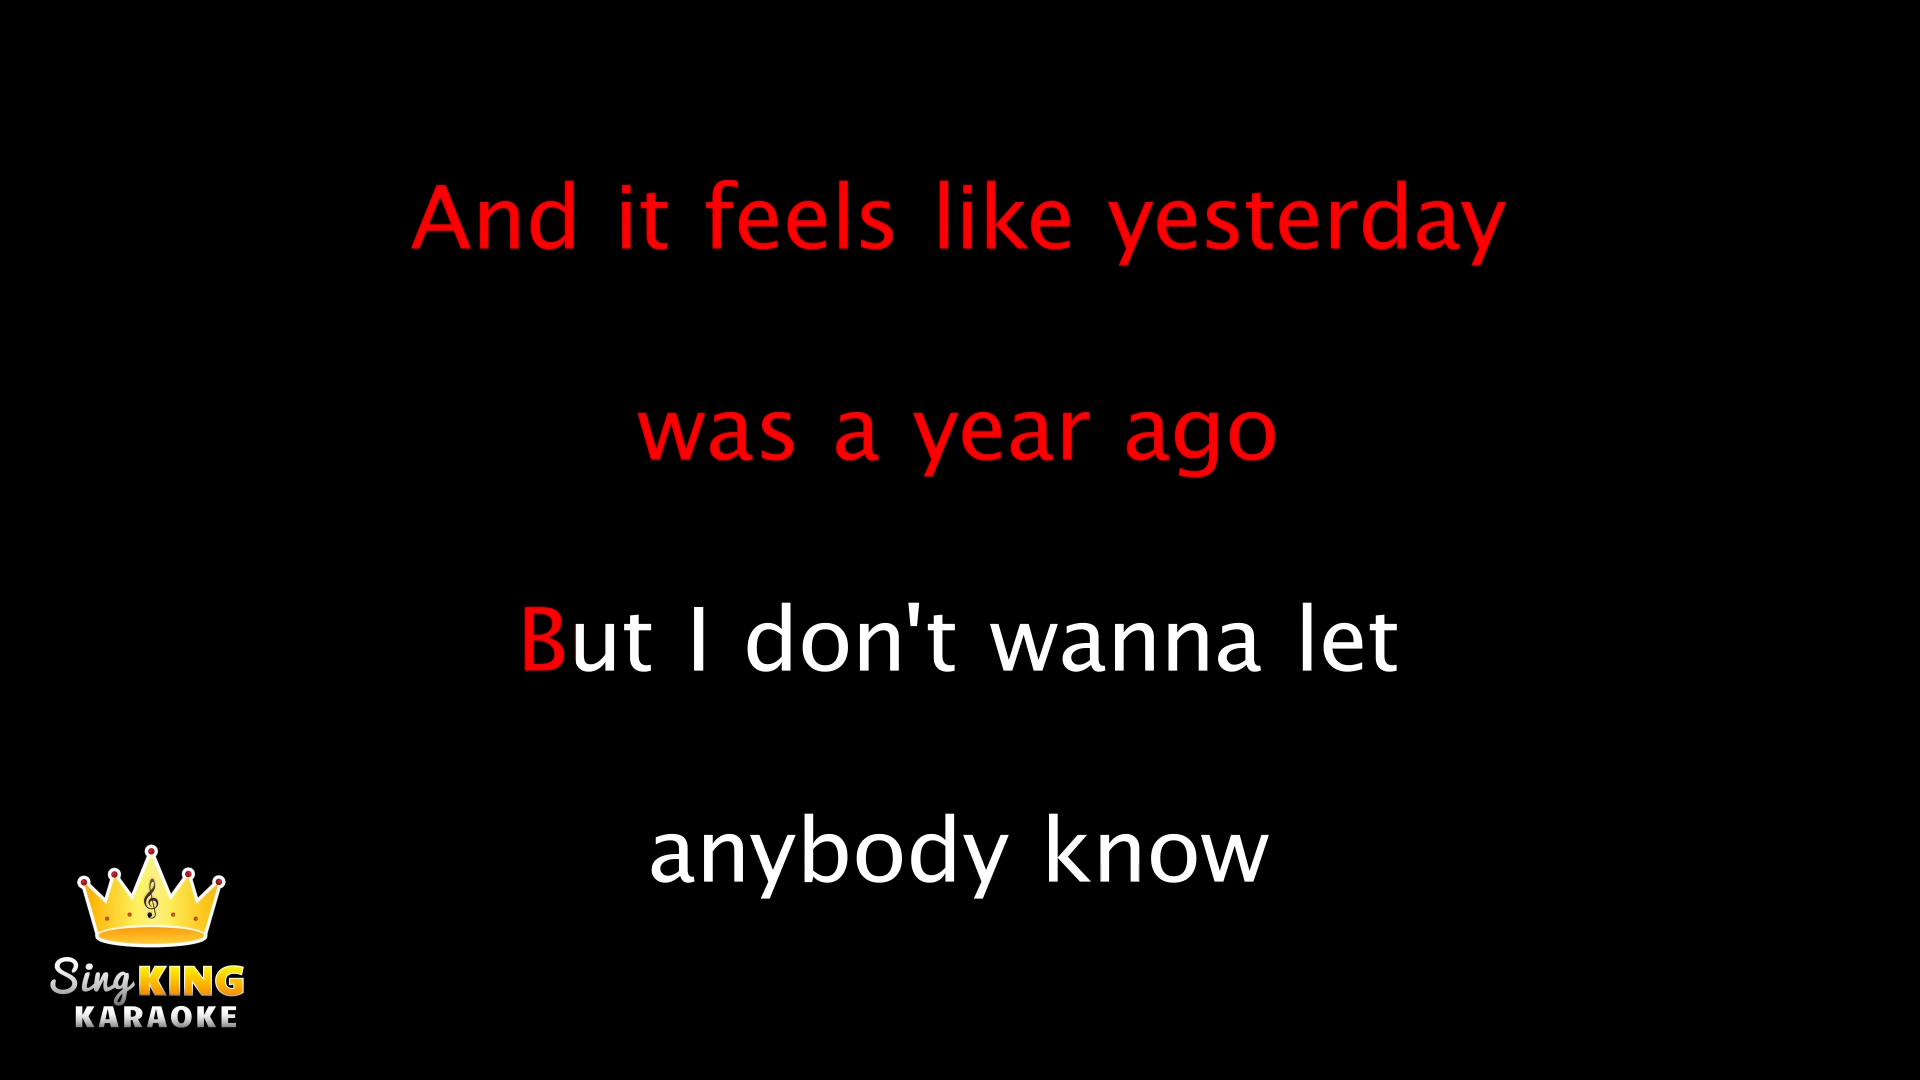 And it feels like yesterday
was a year ago
But I don't wanna let
anybody know
Sing KING
KARAOKE